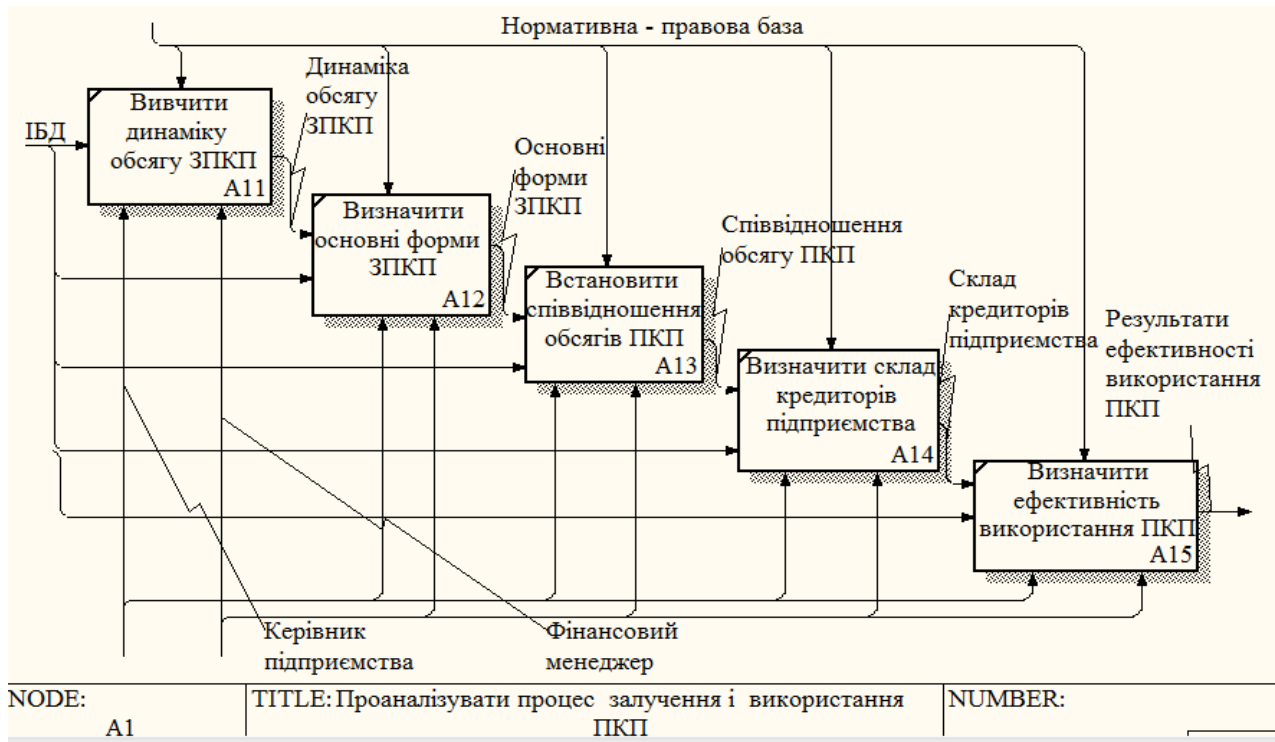 Нормативна - правова база
Динаміка
обсягу
ЗПКП
Вивчити
динаміку
обсягу ЗПКП
А11
ІБД
Основні
форми
ЗПКП
Визначити
основні форми
ЗПКП
А12
Співвідношення
обсягу ПКП
Встановити
співвідношення
обсягів ПКП
А13
Склад
кредиторів
підприємства
Визначити склад
кредиторів
підприємства
А14
Результати
ефективності
використання
ПКП
Визначити
ефективність
використання ПКП
А15
Керівник
підприємства
Фінансовий
менеджер
NODE:
А1
TITLE: Проаналізувати процес залучення і використання
ПКП
NUMBER: